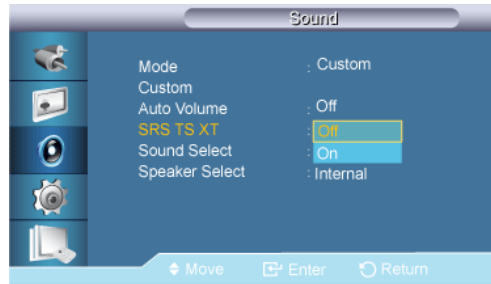 Sound
Mode : Custom
Custom
Auto Volume : Off
SRS TS XT : Off
Sound Select : On
Speaker Select : Internal
Move Enter Return